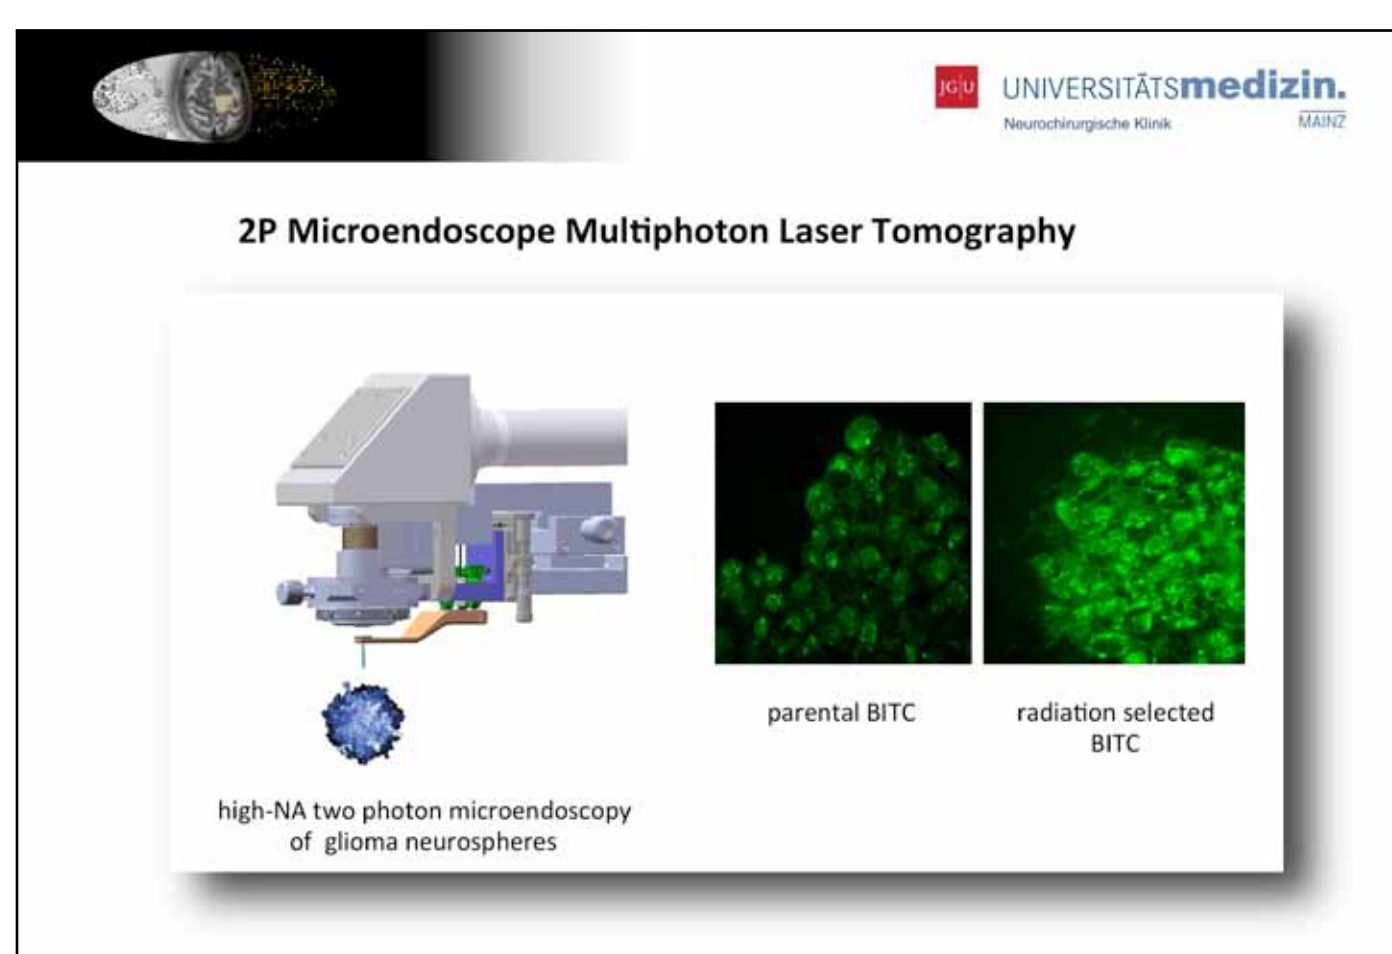 JG|U
UNIVERSITÄTSmedizin.
Neurochirurgische Klinik
MAINZ
2P Microendoscope Multiphoton Laser Tomography
parental BITC
radiation selected
BITC
high-NA two photon microendoscopy
of glioma neurospheres